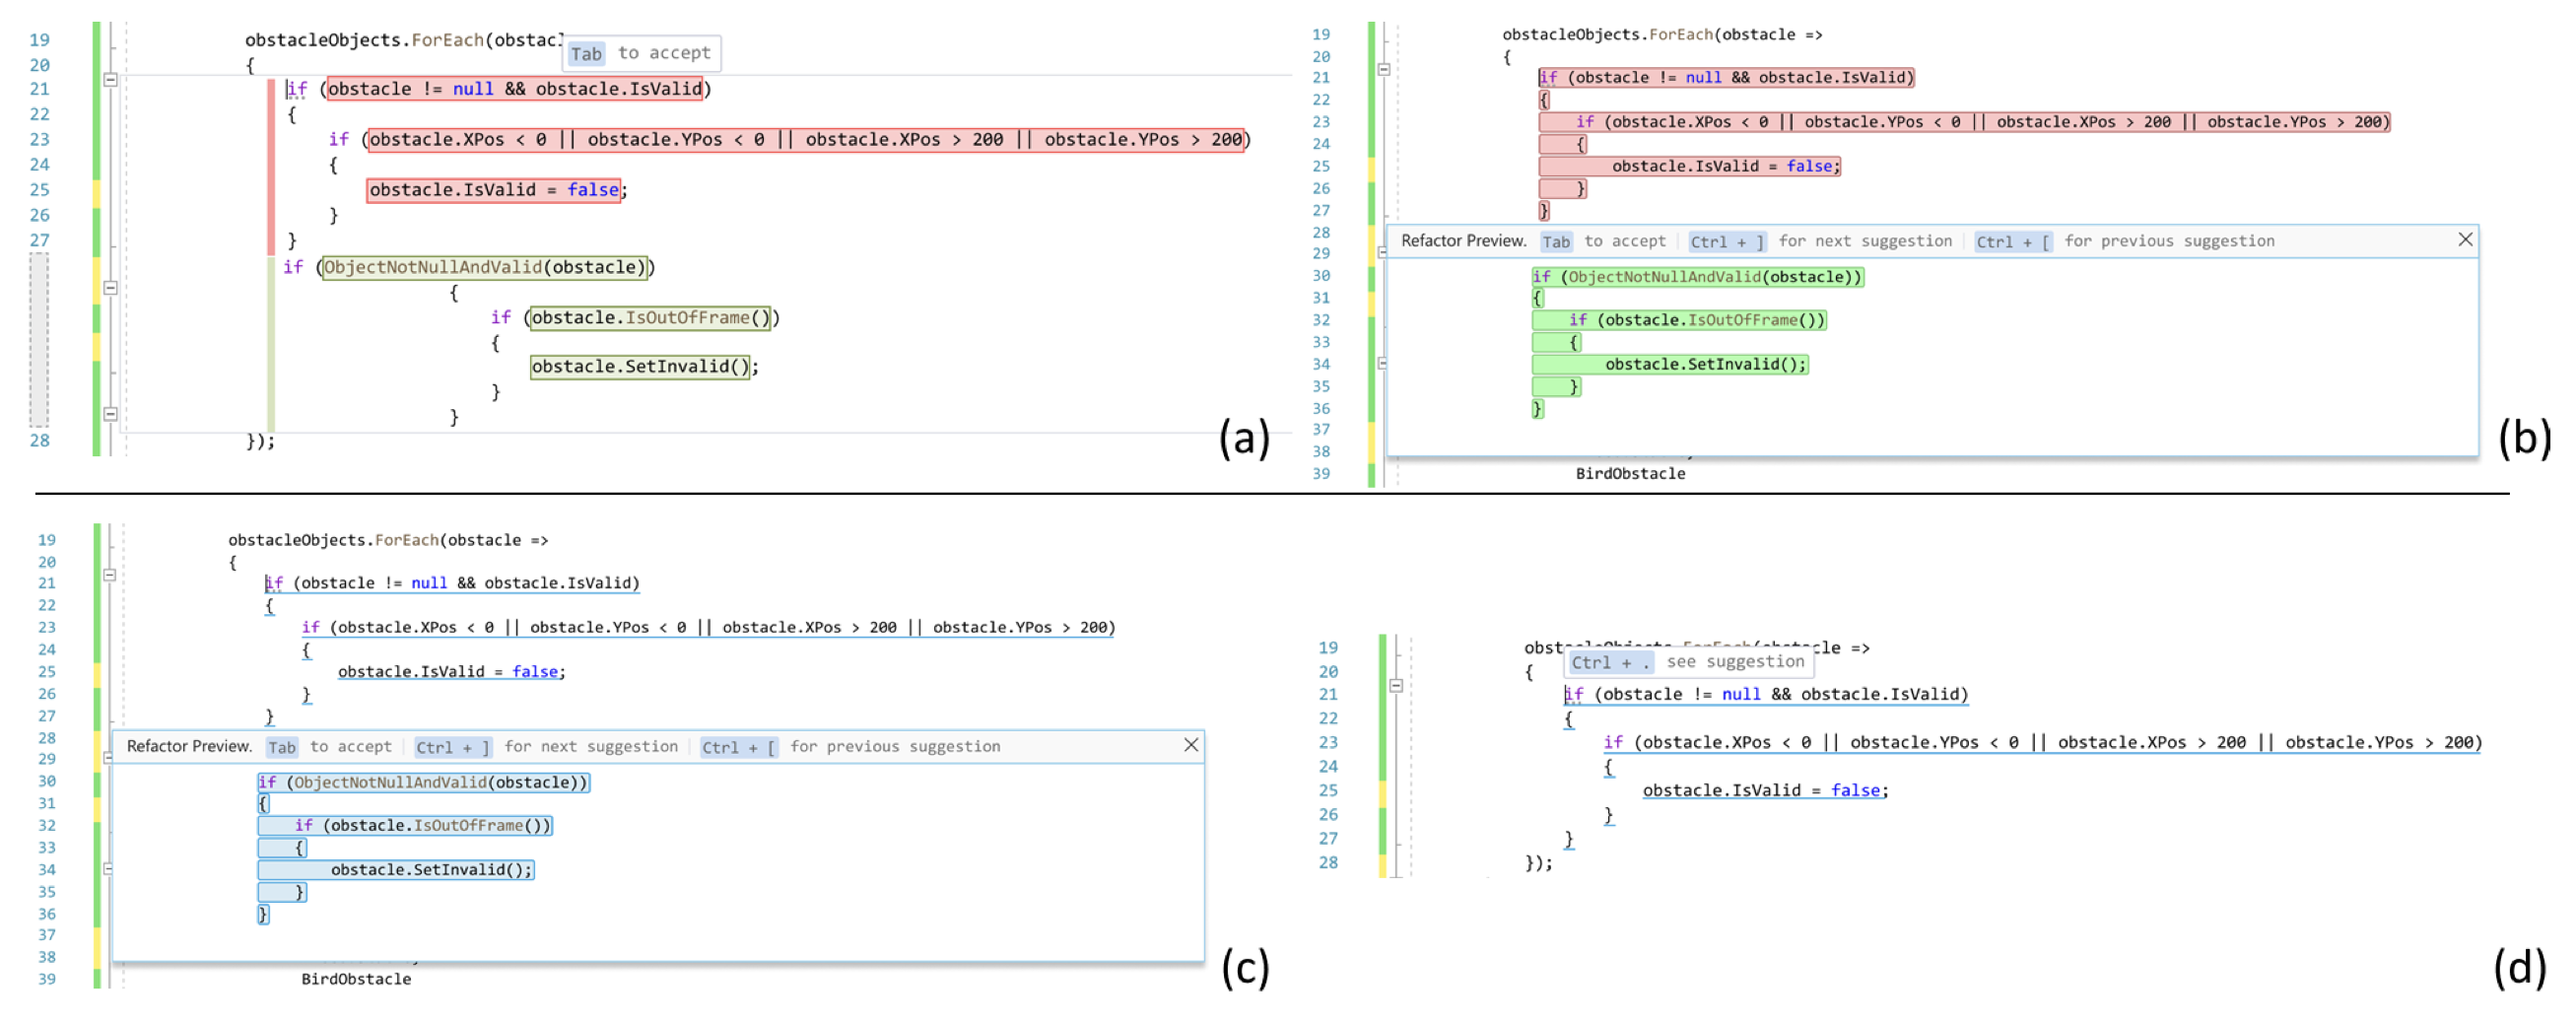 19 obstacleObjects.ForEach(obstac
Tab to accept
20 {
21 if (obstacle != null && obstacle.IsValid)
22 {
23 if (obstacle.XPos < 0 || obstacle.YPos < 0 || obstacle.XPos > 200 || obstacle.YPos > 200)
24 {
25 obstacle.IsValid = false;
26 }
27 }
if (ObjectNotNullAndValid(obstacle))
{
if (obstacle.IsOutOfFrame())
{
obstacle.SetInvalid();
}
}
28 });
(a)
19 obstacleObjects.ForEach(obstacle =>
20 {
21 if (obstacle != null && obstacle.IsValid)
22 {
23 if (obstacle.XPos < 0 || obstacle.YPos < 0 || obstacle.XPos > 200 || obstacle.YPos > 200)
24 {
25 obstacle.IsValid = false;
26 }
27 }
28
Refactor Preview. Tab to accept | Ctrl + ] for next suggestion | Ctrl + [ for previous suggestion
29
30 if (ObjectNotNullAndValid(obstacle))
31 {
32 if (obstacle.IsOutOfFrame())
33 {
34 obstacle.SetInvalid();
35 }
36 }
37
38
39 BirdObstacle
(b)
19 obstacleObjects.ForEach(obstacle =>
20 {
21 if (obstacle != null && obstacle.IsValid)
22 {
23 if (obstacle.XPos < 0 || obstacle.YPos < 0 || obstacle.XPos > 200 || obstacle.YPos > 200)
24 {
25 obstacle.IsValid = false;
26 }
27 }
28
Refactor Preview. Tab to accept | Ctrl + ] for next suggestion | Ctrl + [ for previous suggestion
29
30 if (ObjectNotNullAndValid(obstacle))
31 {
32 if (obstacle.IsOutOfFrame())
33 {
34 obstacle.SetInvalid();
35 }
36 }
37
38
39 BirdObstacle
(c)
19 obstacleObjects.ForEach(obstacle =>
Ctrl + . see suggestion
20 {
21 if (obstacle != null && obstacle.IsValid)
22 {
23 if (obstacle.XPos < 0 || obstacle.YPos < 0 || obstacle.XPos > 200 || obstacle.YPos > 200)
24 {
25 obstacle.IsValid = false;
26 }
27 }
28 });
(d)